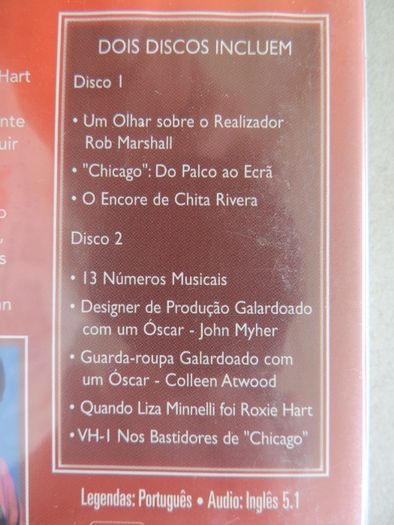 DOIS DISCOS INCLUEM
Disco 1
• Um Olhar sobre o Realizador
Rob Marshall
• "Chicago": Do Palco ao Ecrã
• O Encore de Chita Rivera
Disco 2
• 13 Números Musicais
• Designer de Produção Galardoado
com um Óscar - John Myher
• Guarda-roupa Galardoado com
um Óscar - Colleen Atwood
• Quando Liza Minnelli foi Roxie Hart
• VH-1 Nos Bastidores de "Chicago"
Legendas: Português • Audio: Inglês 5.1
Hart